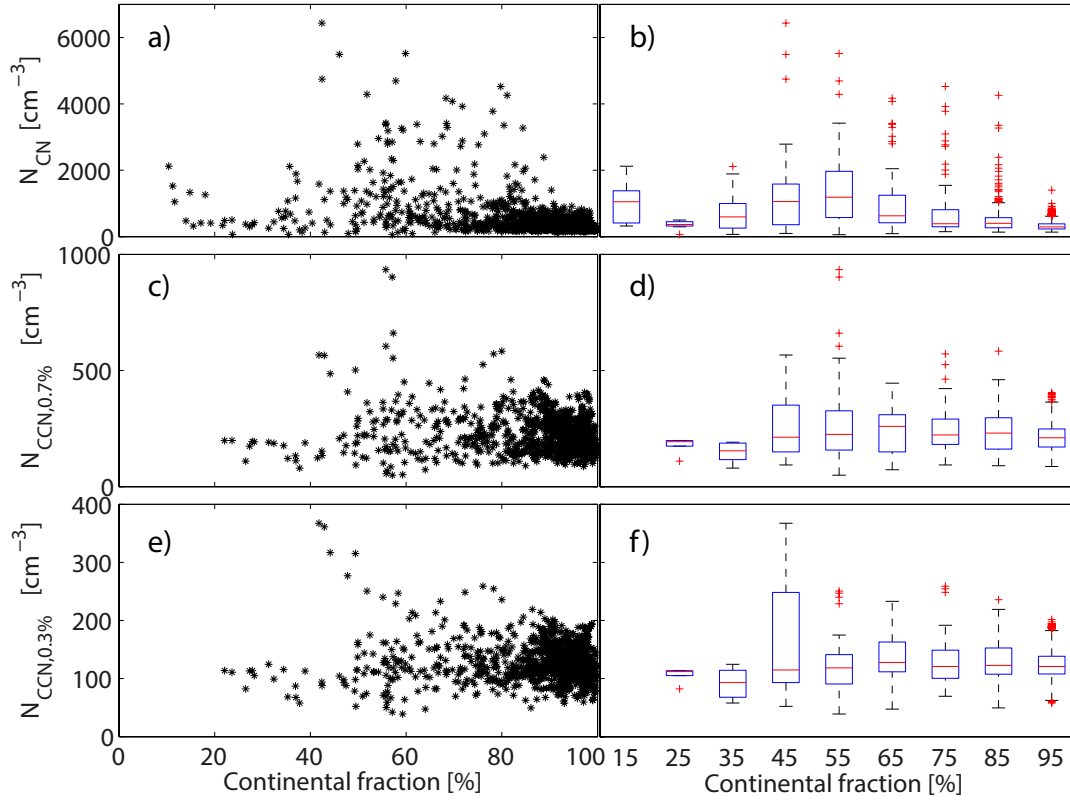 a)
b)
6000
4000
2000
0
N_CN [cm^−3]
c)
d)
1000
500
0
N_CCN,0.7% [cm^−3]
e)
f)
400
300
200
100
0
N_CCN,0.3% [cm^−3]
0 20 40 60 80 100
15 25 35 45 55 65 75 85 95
Continental fraction [%]
Continental fraction [%]